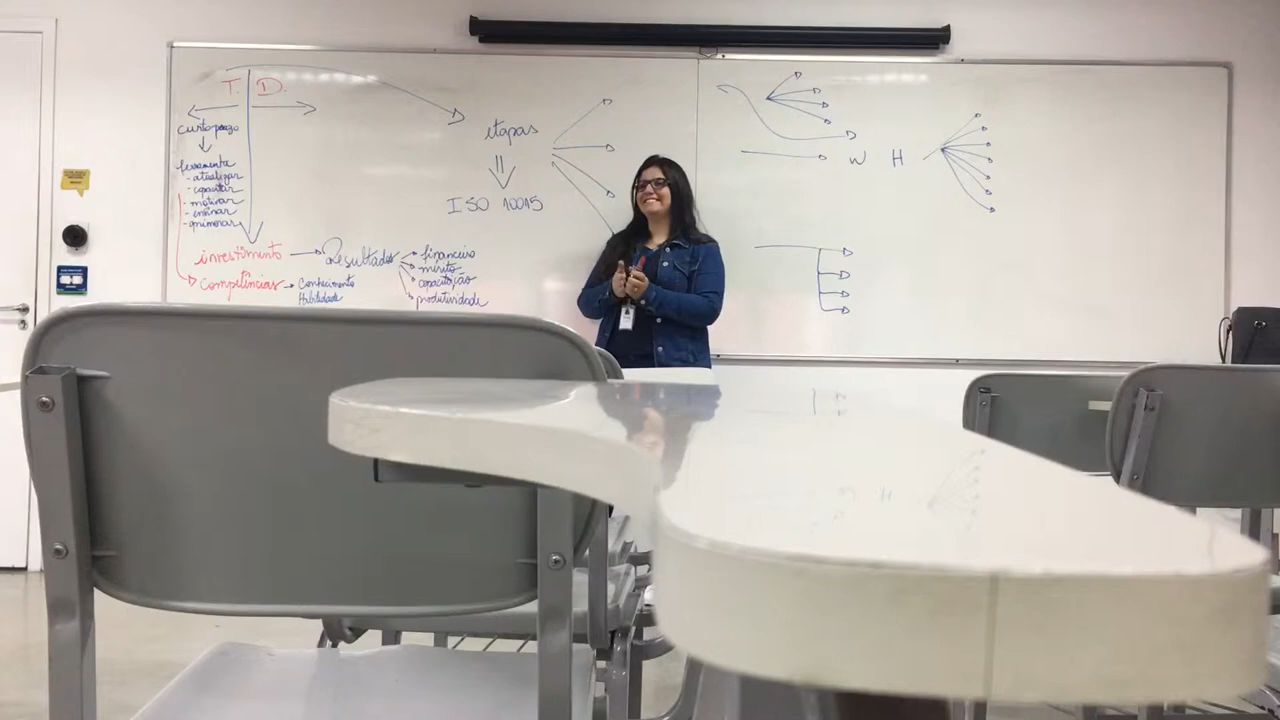 T. D.
curto prazo
ferramenta
- atualizar
- capacitar
- motivar
- ensinar
- aprimorar
investimento
Resultados
financeiro
mérito
capacitação
produtividade
Competências
Conhecimento
Habilidade
etapas
ISO 10015
W H